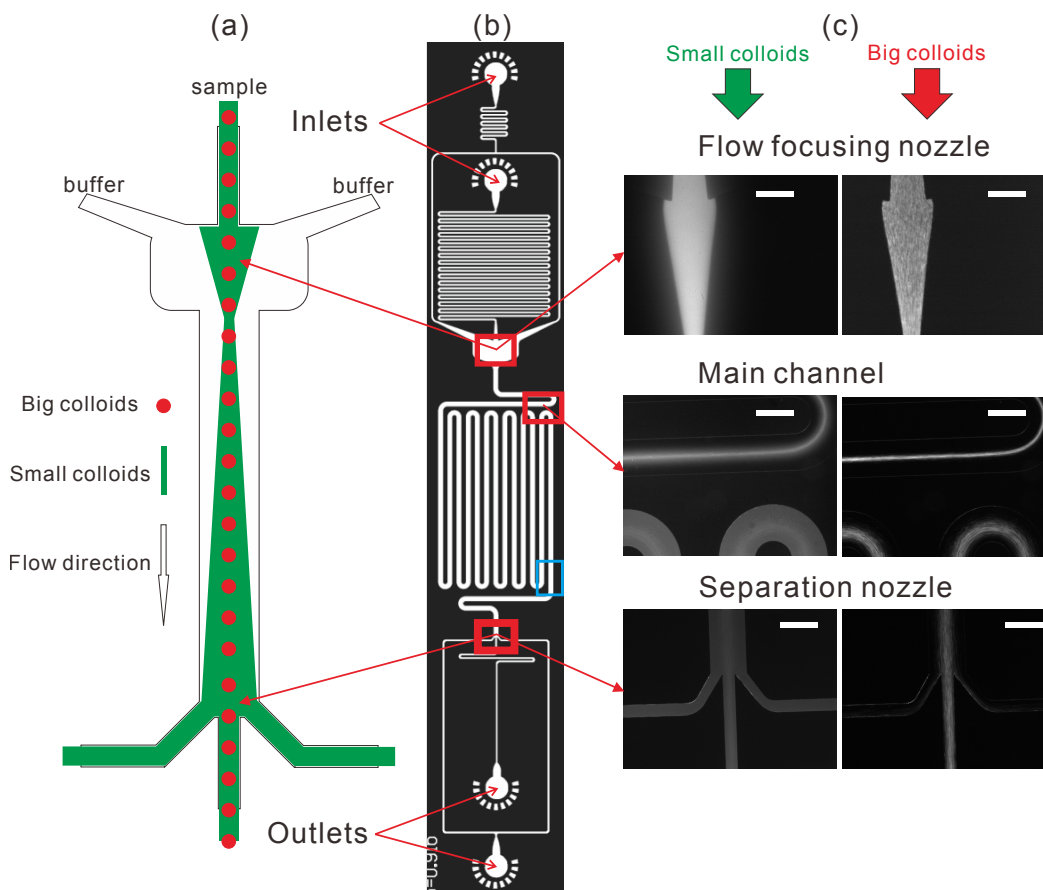 (a)
(b)
(c)
sample
buffer
buffer
Big colloids
Small colloids
Flow direction
Inlets
Outlets
Small colloids
Big colloids
Flow focusing nozzle
Main channel
Separation nozzle